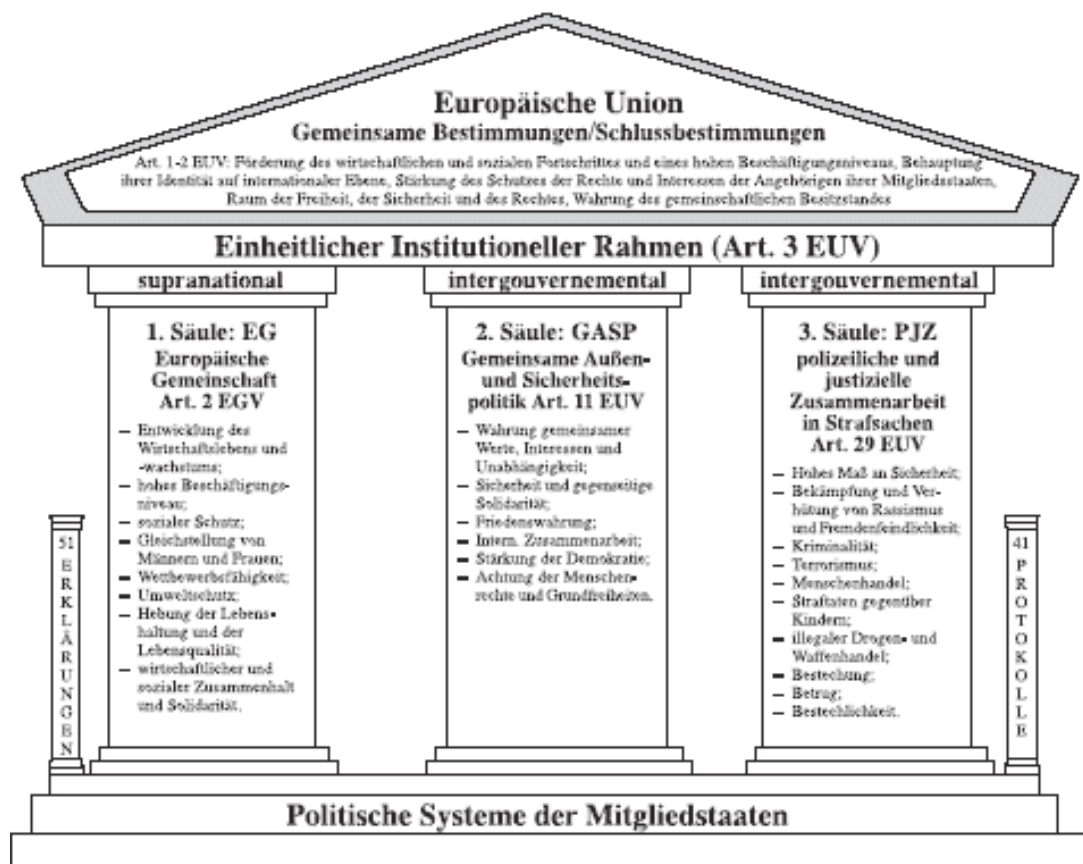 Europäische Union
Gemeinsame Bestimmungen/Schlussbestimmungen
Art. 1-2 EUV: Förderung des wirtschaftlichen und sozialen Fortschrittes und eines hohen Beschäftigungsniveaus, Behauptung
ihrer Identität auf internationaler Ebene, Stärkung des Schutzes der Rechte und Interessen der Angehörigen ihrer Mitgliedsstaaten,
Raum der Freiheit, der Sicherheit und des Rechtes, Wahrung des gemeinschaftlichen Besitzstandes
Einheitlicher Institutioneller Rahmen (Art. 3 EUV)
supranational
1. Säule: EG
Europäische
Gemeinschaft
Art. 2 EGV
– Entwicklung des
Wirtschaftslebens und
-wachstums;
– hohes Beschäftigungs-
niveau;
– sozialer Schutz;
– Gleichstellung von
Männern und Frauen;
– Wettbewerbsfähigkeit;
– Umweltschutz;
– Hebung der Lebens-
haltung und der
Lebensqualität;
– wirtschaftlicher und
sozialer Zusammenhalt
und Solidarität.
intergouvernemental
2. Säule: GASP
Gemeinsame Außen-
und Sicherheits-
politik Art. 11 EUV
– Wahrung gemeinsamer
Werte, Interessen und
Unabhängigkeit;
– Sicherheit und gegenseitige
Solidarität;
– Friedenswahrung;
– Intern. Zusammenarbeit;
– Stärkung der Demokratie;
– Achtung der Menschen-
rechte und Grundfreiheiten.
intergouvernemental
3. Säule: PJZ
polizeiliche und
justizielle
Zusammenarbeit
in Strafsachen
Art. 29 EUV
– Hohes Maß an Sicherheit;
– Bekämpfung und Ver-
hütung von Rassismus
und Fremdenfeindlichkeit;
– Kriminalität;
– Terrorismus;
– Menschenhandel;
– Straftaten gegenüber
Kindern;
– illegaler Drogen- und
Waffenhandel;
– Bestechung;
– Betrug;
– Bestechlichkeit.
51 ERKLÄRUNGEN
41 PROTOKOLLE
Politische Systeme der Mitgliedstaaten